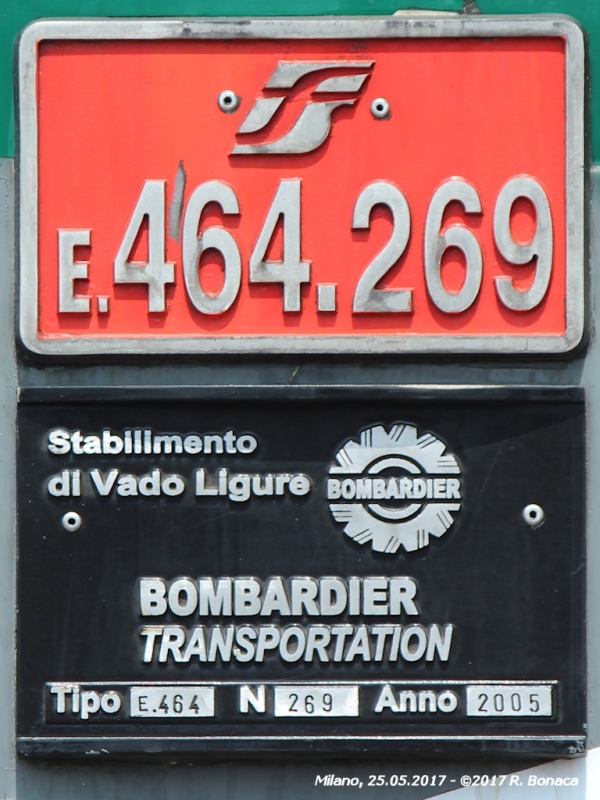 E.464.269
Stabilimento
di Vado Ligure
BOMBARDIER
BOMBARDIER
TRANSPORTATION
Tipo E.464 N 269 Anno 2005
Milano, 25.05.2017 - ©2017 R. Bonaca